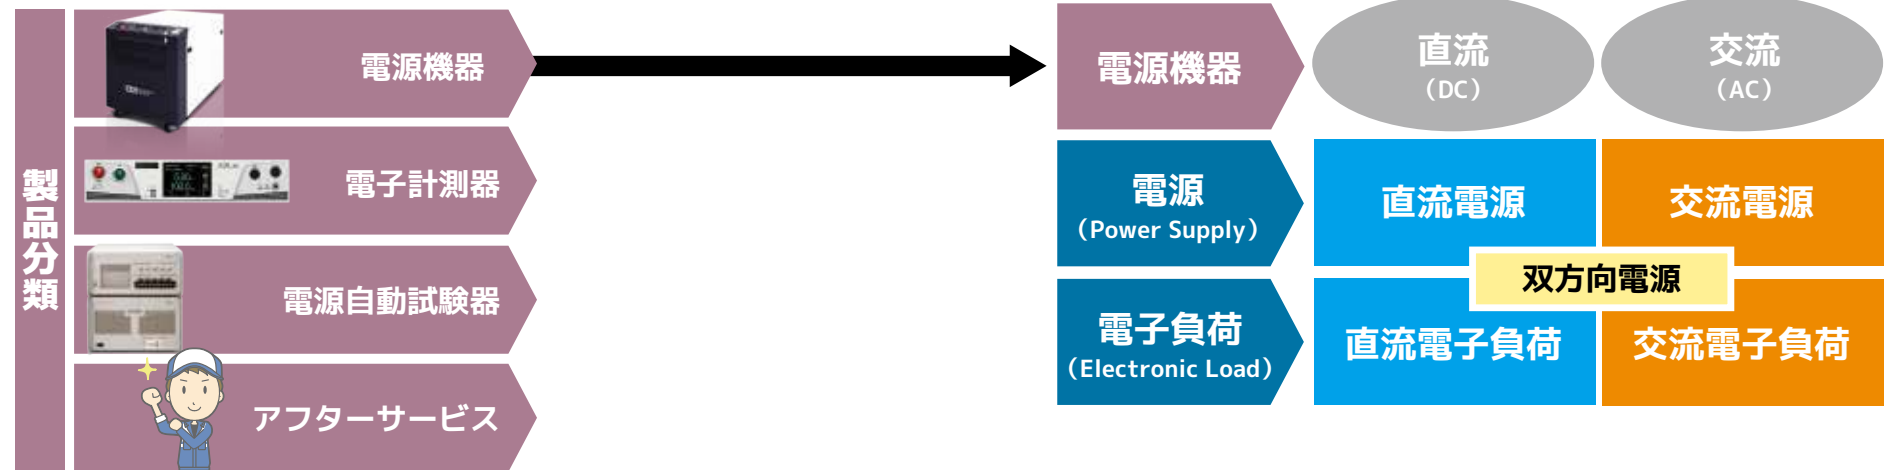 製品分類
電源機器
電子計測器
電源自動試験器
アフターサービス
電源機器
直流
（DC）
交流
（AC）
電源
（Power Supply）
直流電源
交流電源
双方向電源
電子負荷
（Electronic Load）
直流電子負荷
交流電子負荷